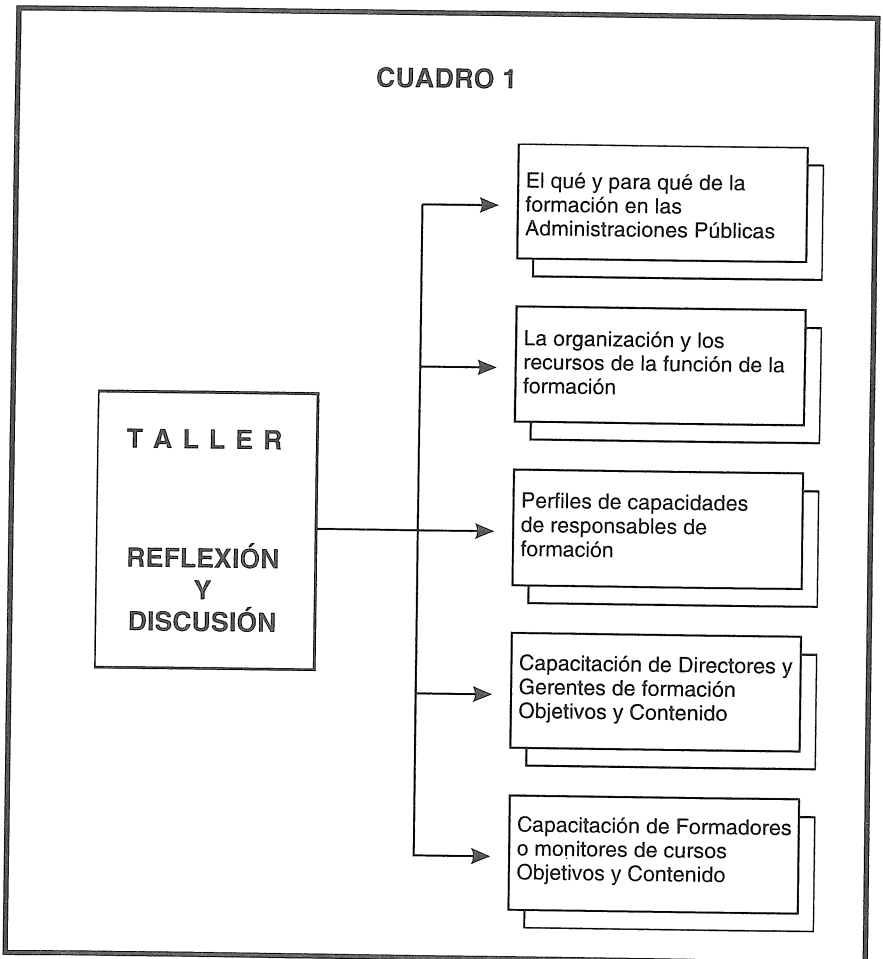 CUADRO 1
El qué y para qué de la
formación en las
Administraciones Públicas
La organización y los
recursos de la función de la
formación
T A L L E R
REFLEXIÓN
Y
DISCUSIÓN
Perfiles de capacidades
de responsables de
formación
Capacitación de Directores y
Gerentes de formación
Objetivos y Contenido
Capacitación de Formadores
o monitores de cursos
Objetivos y Contenido